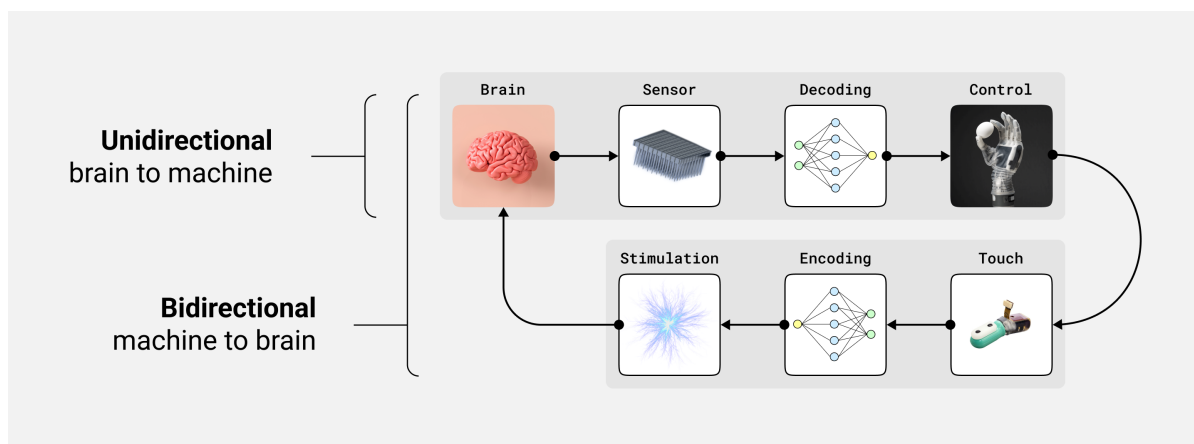 Unidirectional
brain to machine
Bidirectional
machine to brain
Brain
Sensor
Decoding
Control
Stimulation
Encoding
Touch